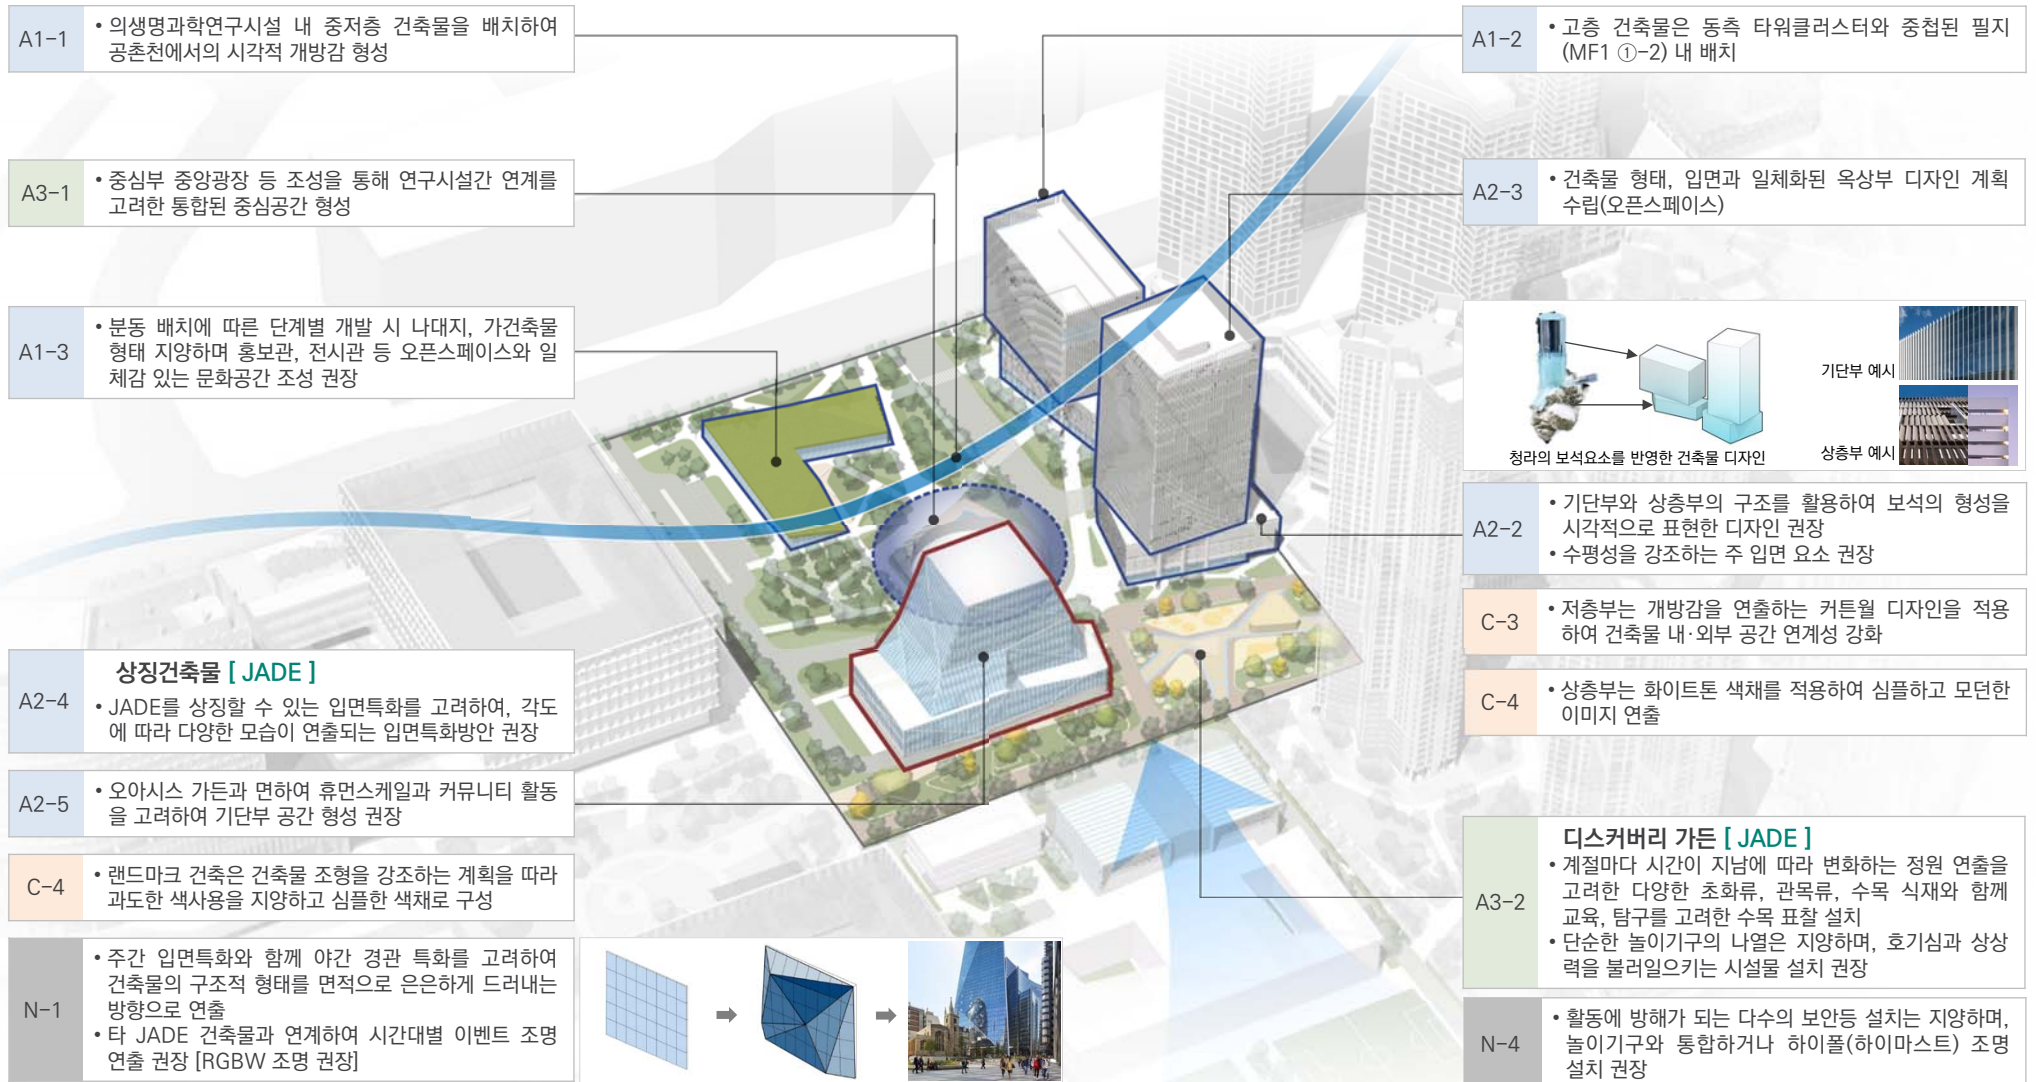 A1-1
• 의생명과학연구시설 내 중저층 건축물을 배치하여
공촌천에서의 시각적 개방감 형성
A3-1
• 중심부 중앙광장 등 조성을 통해 연구시설간 연계를
고려한 통합된 중심공간 형성
A1-3
• 분동 배치에 따른 단계별 개발 시 나대지, 가건축물
형태 지양하며 홍보관, 전시관 등 오픈스페이스와 일
체감 있는 문화공간 조성 권장
A2-4
상징건축물 [ JADE ]
• JADE를 상징할 수 있는 입면특화를 고려하여, 각도
에 따라 다양한 모습이 연출되는 입면특화방안 권장
A2-5
• 오아시스 가든과 면하여 휴먼스케일과 커뮤니티 활동
을 고려하여 기단부 공간 형성 권장
C-4
• 랜드마크 건축은 건축물 조형을 강조하는 계획을 따라
과도한 색사용을 지양하고 심플한 색채로 구성
N-1
• 주간 입면특화와 함께 야간 경관 특화를 고려하여
건축물의 구조적 형태를 면적으로 은은하게 드러내는
방향으로 연출
• 타 JADE 건축물과 연계하여 시간대별 이벤트 조명
연출 권장 [RGBW 조명 권장]
A1-2
• 고층 건축물은 동측 타워클러스터와 중첩된 필지
(MF1 ①-2) 내 배치
A2-3
• 건축물 형태, 입면과 일체화된 옥상부 디자인 계획
수립(오픈스페이스)
기단부 예시
상층부 예시
청라의 보석요소를 반영한 건축물 디자인
A2-2
• 기단부와 상층부의 구조를 활용하여 보석의 형성을
시각적으로 표현한 디자인 권장
• 수평성을 강조하는 주 입면 요소 권장
C-3
• 저층부는 개방감을 연출하는 커튼월 디자인을 적용
하여 건축물 내·외부 공간 연계성 강화
C-4
• 상층부는 화이트톤 색채를 적용하여 심플하고 모던한
이미지 연출
A3-2
디스커버리 가든 [ JADE ]
• 계절마다 시간이 지남에 따라 변화하는 정원 연출을
고려한 다양한 초화류, 관목류, 수목 식재와 함께
교육, 탐구를 고려한 수목 표찰 설치
• 단순한 놀이기구의 나열은 지양하며, 호기심과 상상
력을 불러일으키는 시설물 설치 권장
N-4
• 활동에 방해가 되는 다수의 보안등 설치는 지양하며,
놀이기구와 통합하거나 하이폴(하이마스트) 조명
설치 권장